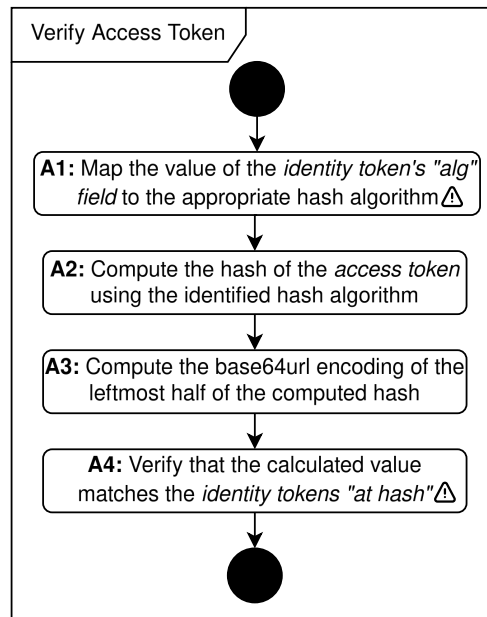 Verify Access Token
A1: Map the value of the identity token's "alg"
field to the appropriate hash algorithm
A2: Compute the hash of the access token
using the identified hash algorithm
A3: Compute the base64url encoding of the
leftmost half of the computed hash
A4: Verify that the calculated value
matches the identity tokens "at hash"